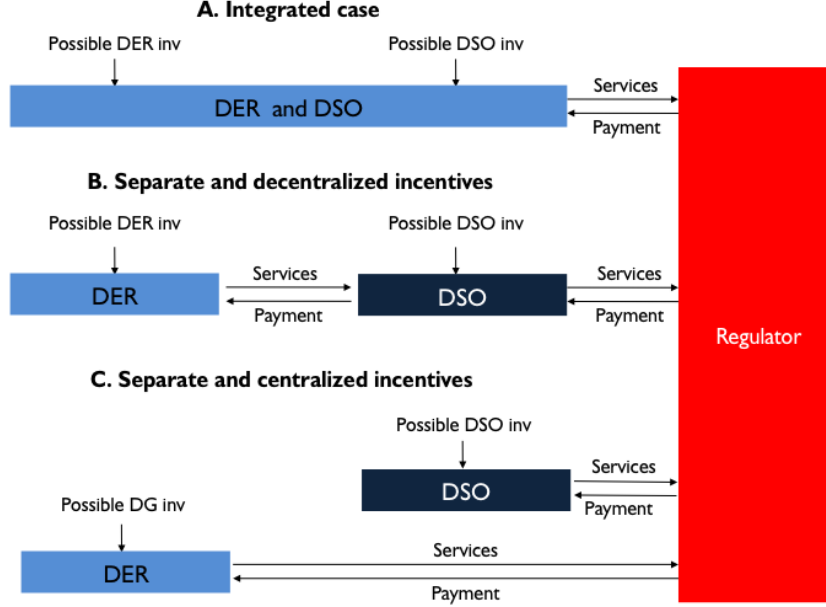 A. Integrated case
Possible DER inv
Possible DSO inv
DER and DSO
Services
Payment
B. Separate and decentralized incentives
Possible DER inv
Possible DSO inv
DER
Services
Payment
DSO
Services
Payment
Regulator
C. Separate and centralized incentives
Possible DSO inv
DSO
Services
Payment
Possible DG inv
DER
Services
Payment